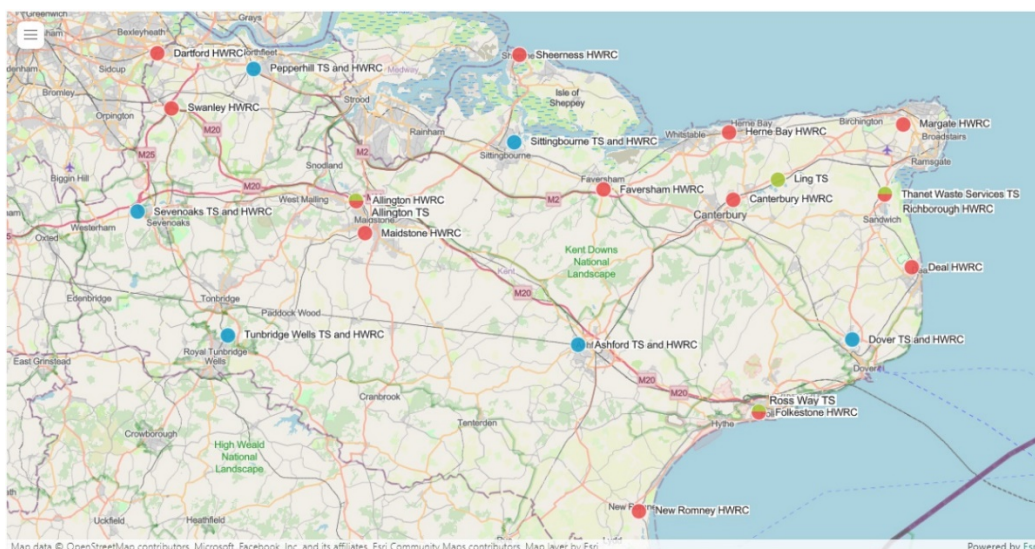 Greenwich
Grays
Bexleyheath
Dartford HWRC
Sidcup
Pepperhill TS and HWRC
Sheerness HWRC
Bromley
Orpington
Swanley HWRC
Medway
Strood
Isle of
Sheppey
M20
M25
Rainham
M2
Sittingbourne TS and HWRC
Sittingbourne
Whitstable
Herne Bay
Herne Bay HWRC
Birchington
Margate HWRC
Broadstairs
Ramsgate
Biggin Hill
Snodland
M20
West Malling
Allington HWRC
Allington TS
Maidstone
Maidstone HWRC
Faversham
Faversham HWRC
M2
Ling TS
Canterbury HWRC
Canterbury
Thanet Waste Services TS
Richborough HWRC
Sandwich
Sevenoaks TS and HWRC
Sevenoaks
Westerham
Oxted
Kent Downs
National
Landscape
Kent
Deal HWRC
Edenbridge
Tonbridge
Paddock Wood
M20
Tunbridge Wells TS and HWRC
Royal Tunbridge
Wells
Ashford TS and HWRC
Dover TS and HWRC
Dover
East Grinstead
M20
M20
Cranbrook
Tenterden
Ross Way TS
Folkestone HWRC
Hythe
Crowborough
High Weald
National
Landscape
New Romney HWRC
Uckfield
Heathfield
Map data © OpenStreetMap contributors, Microsoft, Facebook, Inc. and its affiliates, Esri Community Maps contributors, Map layer by Esri
Powered by